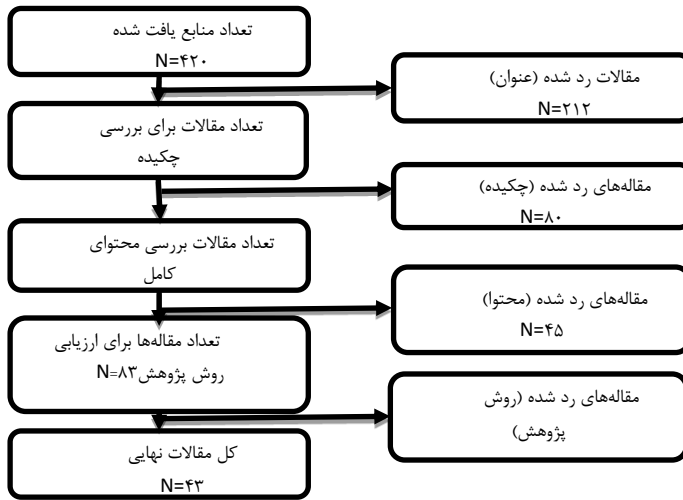 تعداد منابع یافت شده
N=۴۲۰
مقالات رد شده (عنوان)
N=۲۱۲
تعداد مقالات برای بررسی
چکیده
مقاله‌های رد شده (چکیده)
N=۸۰
تعداد مقالات بررسی محتوای
کامل
مقاله‌های رد شده (محتوا)
N=۴۵
تعداد مقاله‌ها برای ارزیابی
روش پژوهش N=۸۳
مقاله‌های رد شده (روش
پژوهش)
کل مقالات نهایی
N=۴۳